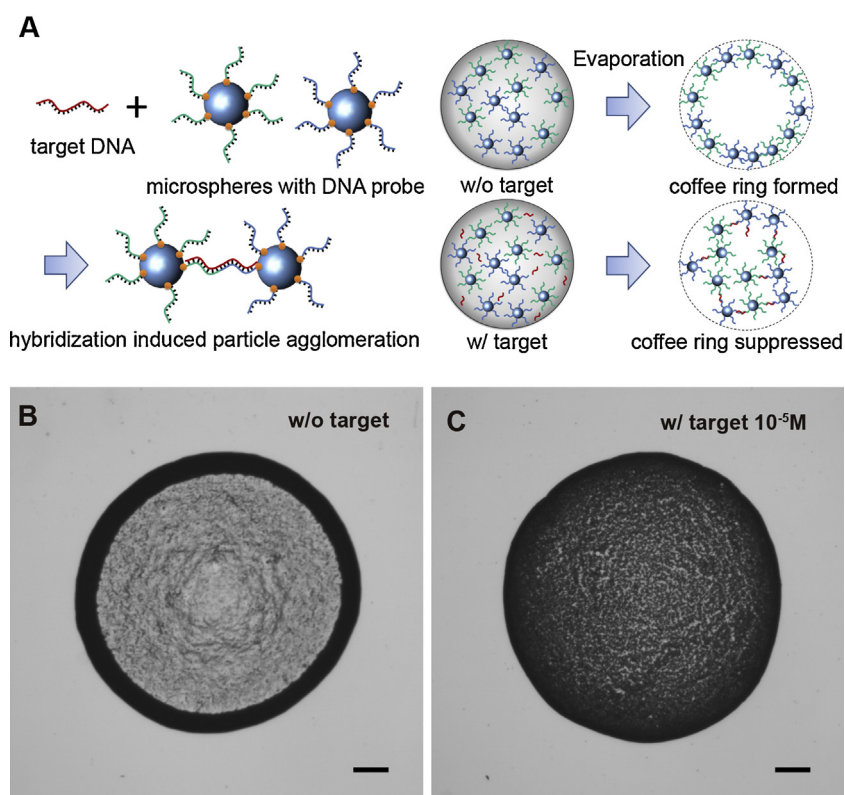 A
target DNA
+
microspheres with DNA probe
hybridization induced particle agglomeration
Evaporation
w/o target
coffee ring formed
w/ target
coffee ring suppressed
B
w/o target
C
w/ target 10⁻⁵M